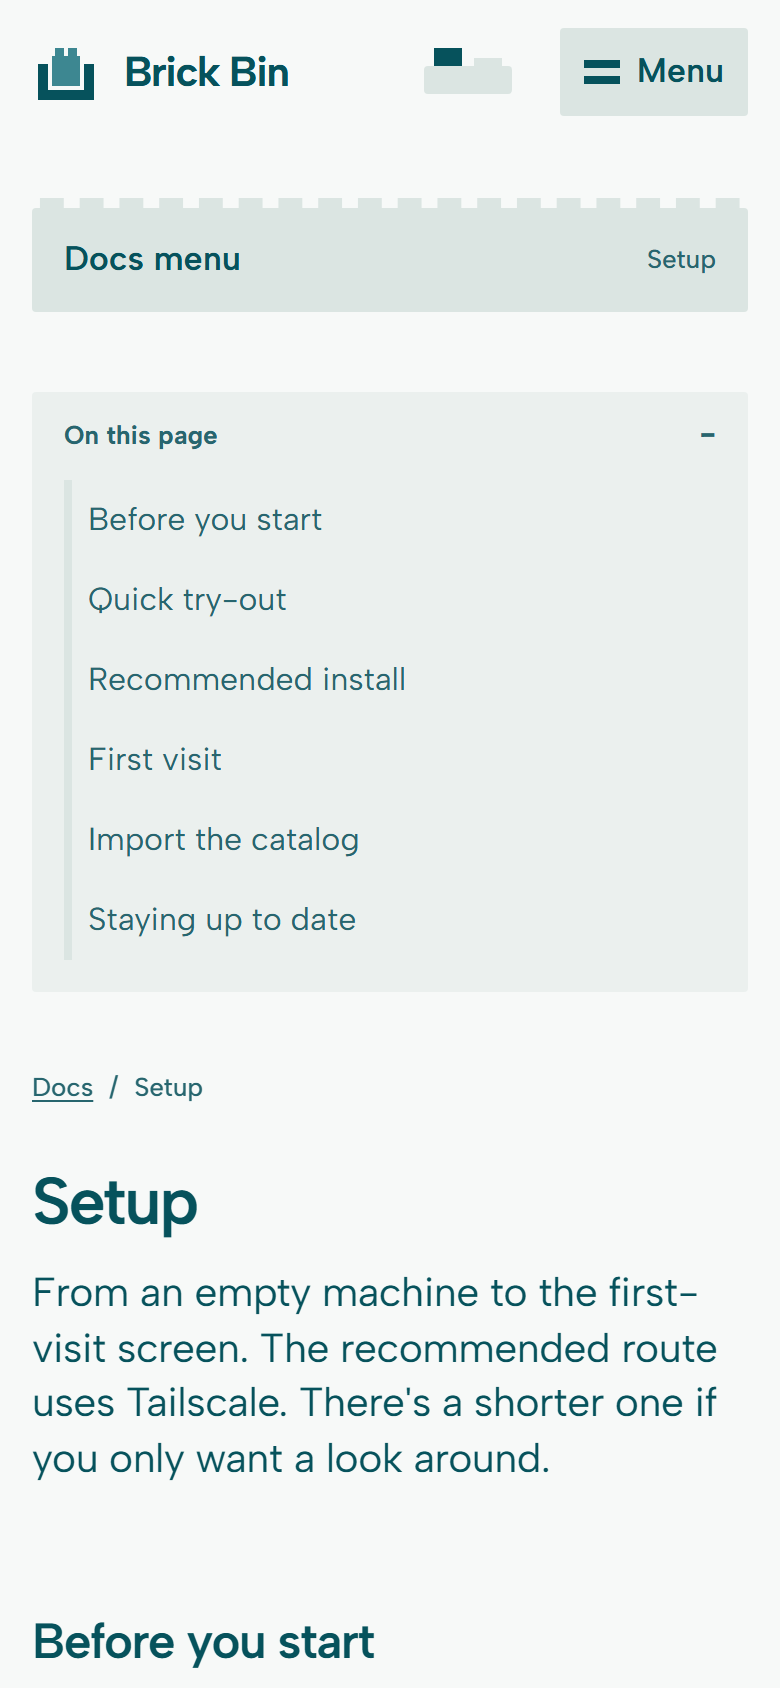 Brick Bin
Menu
Docs menu
Setup
On this page
–
Before you start
Quick try-out
Recommended install
First visit
Import the catalog
Staying up to date
Docs / Setup
Setup
From an empty machine to the first-
visit screen. The recommended route
uses Tailscale. There's a shorter one if
you only want a look around.
Before you start